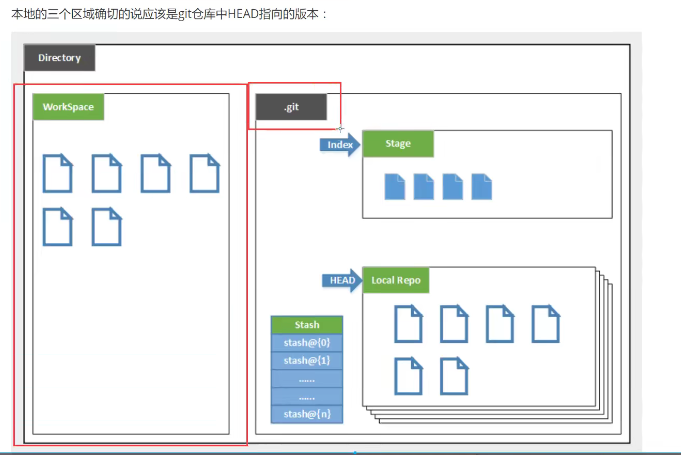 本地的三个区域确切的说应该是git仓库中HEAD指向的版本：
Directory
WorkSpace
.git
Index
Stage
HEAD
Local Repo
Stash
stash@{0}
stash@{1}
......
......
stash@{n}